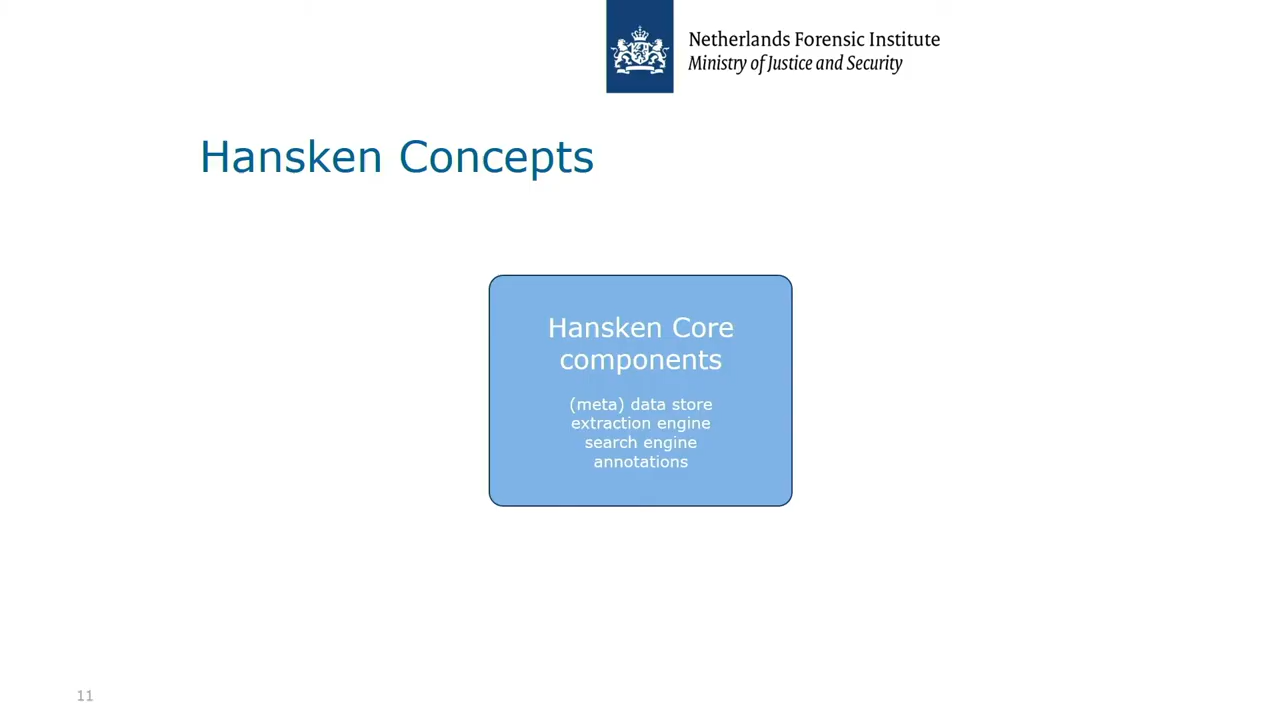 Netherlands Forensic Institute
Ministry of Justice and Security
Hansken Concepts
Hansken Core
components
(meta) data store
extraction engine
search engine
annotations
11